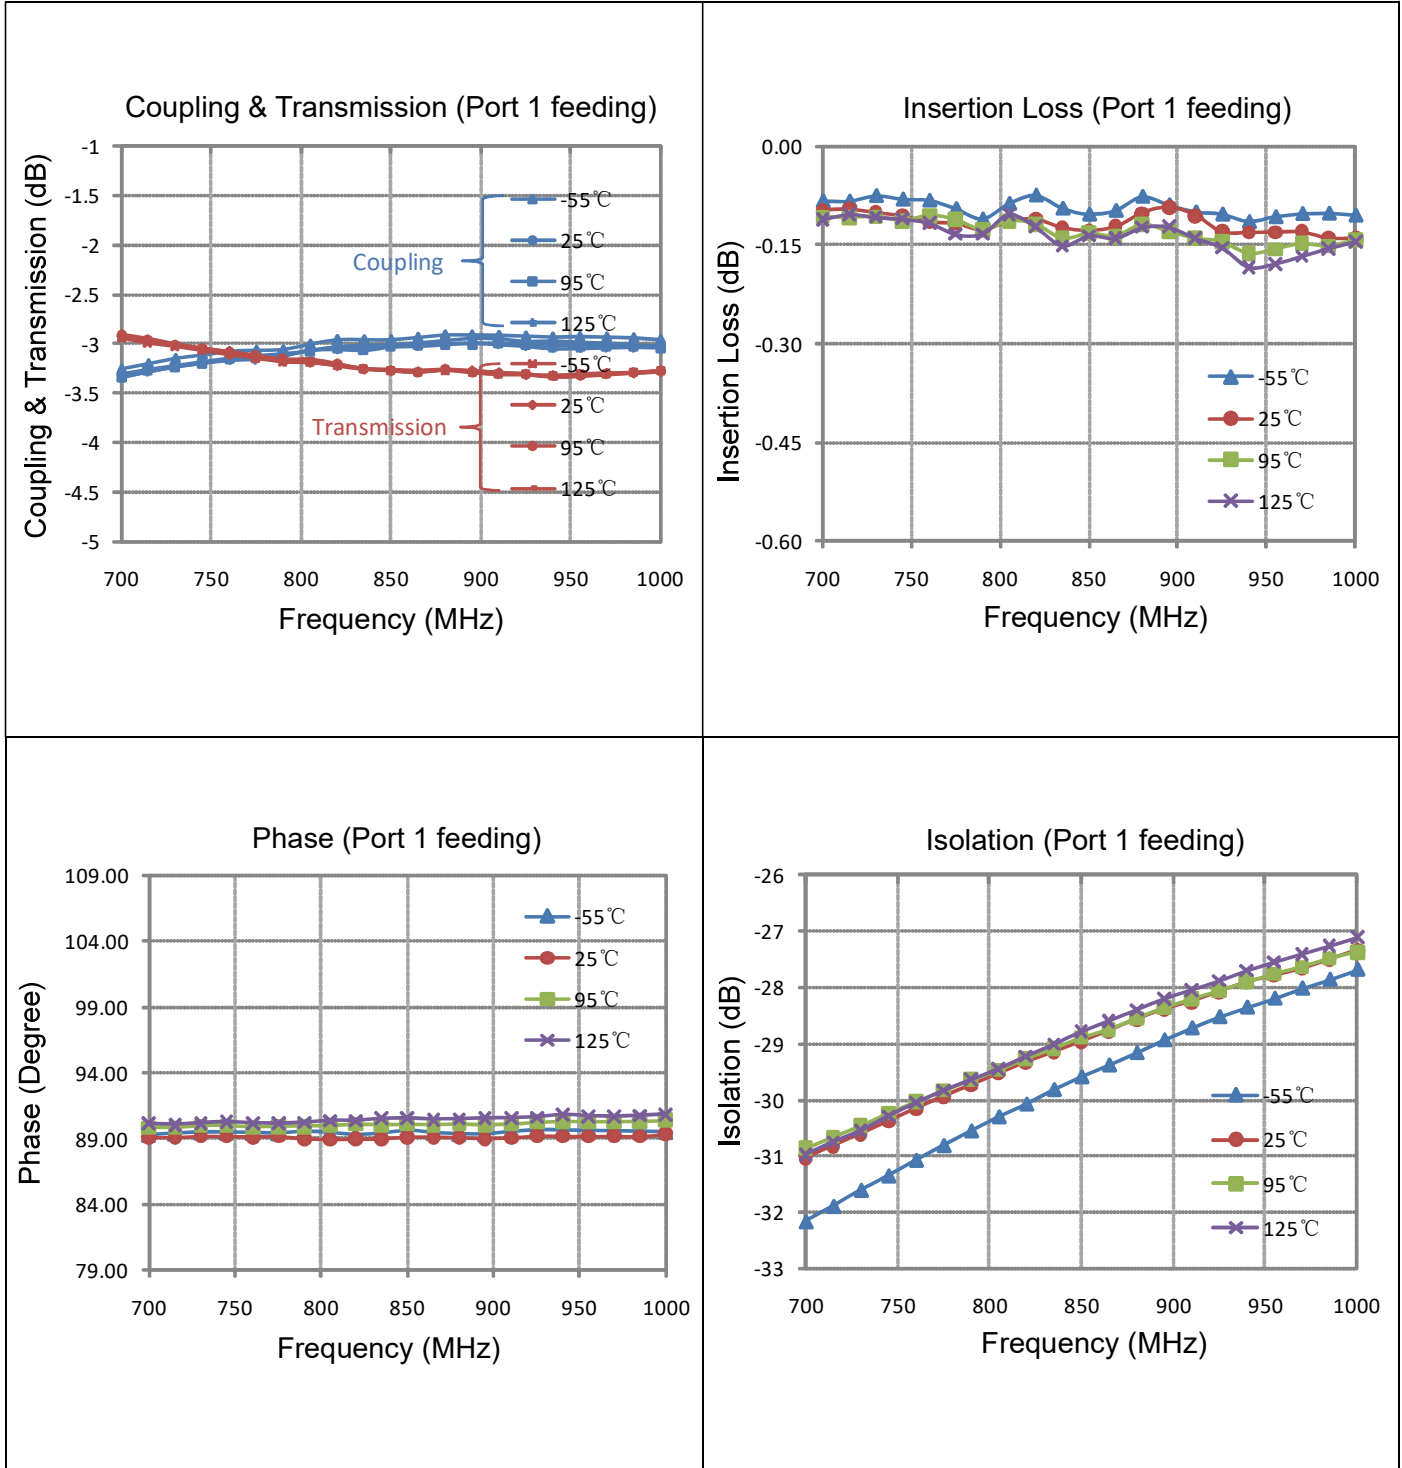 Coupling & Transmission (Port 1 feeding)
Coupling & Transmission (dB)
-1
-1.5
-2
-2.5
-3
-3.5
-4
-4.5
-5
Coupling
-55℃
25℃
95℃
125℃
Transmission
-55℃
25℃
95℃
125℃
700 750 800 850 900 950 1000
Frequency (MHz)
Insertion Loss (Port 1 feeding)
Insertion Loss (dB)
0.00
-0.15
-0.30
-0.45
-0.60
-55℃
25℃
95℃
125℃
700 750 800 850 900 950 1000
Frequency (MHz)
Phase (Port 1 feeding)
Phase (Degree)
109.00
104.00
99.00
94.00
89.00
84.00
79.00
-55℃
25℃
95℃
125℃
700 750 800 850 900 950 1000
Frequency (MHz)
Isolation (Port 1 feeding)
Isolation (dB)
-26
-27
-28
-29
-30
-31
-32
-33
-55℃
25℃
95℃
125℃
700 750 800 850 900 950 1000
Frequency (MHz)